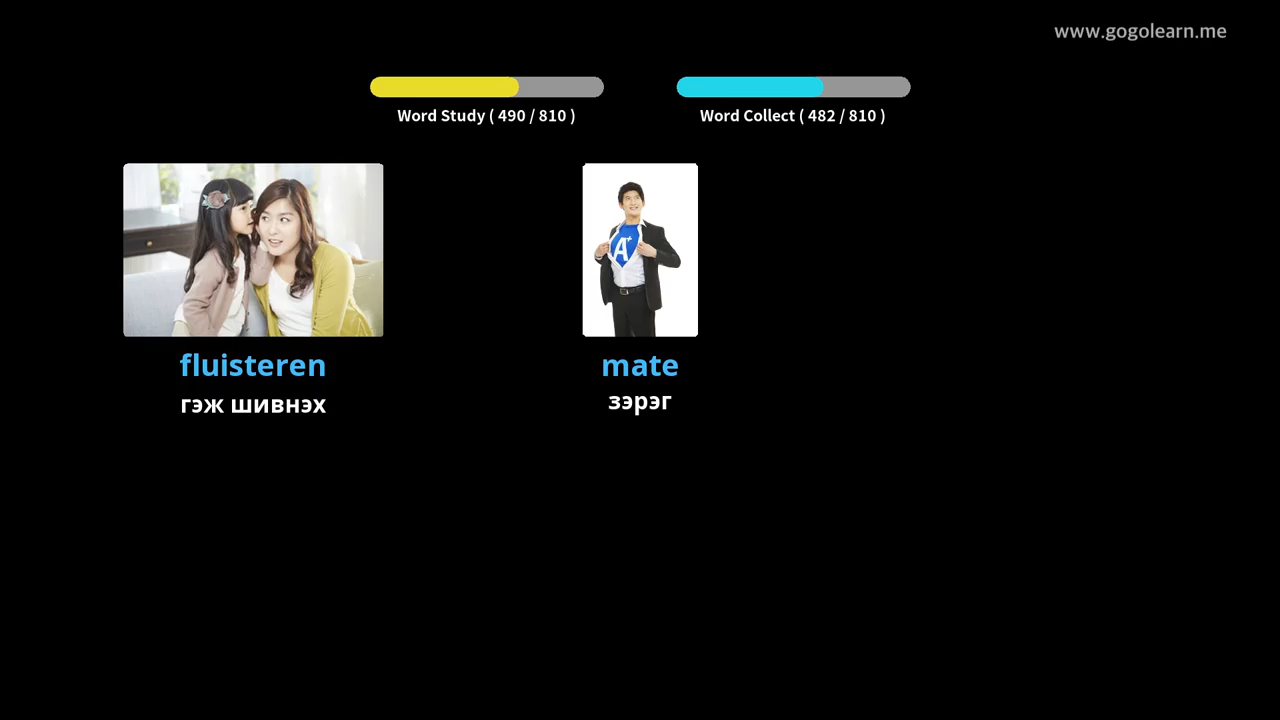 www.gogolearn.me
Word Study ( 490 / 810 )
Word Collect ( 482 / 810 )
A+
fluisteren
mate
гэж шивнэх
зэрэг